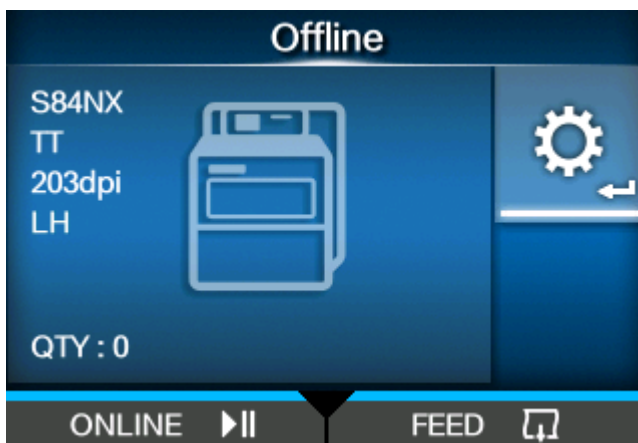 Offline
S84NX
TT
203dpi
LH
QTY : 0
ONLINE
FEED